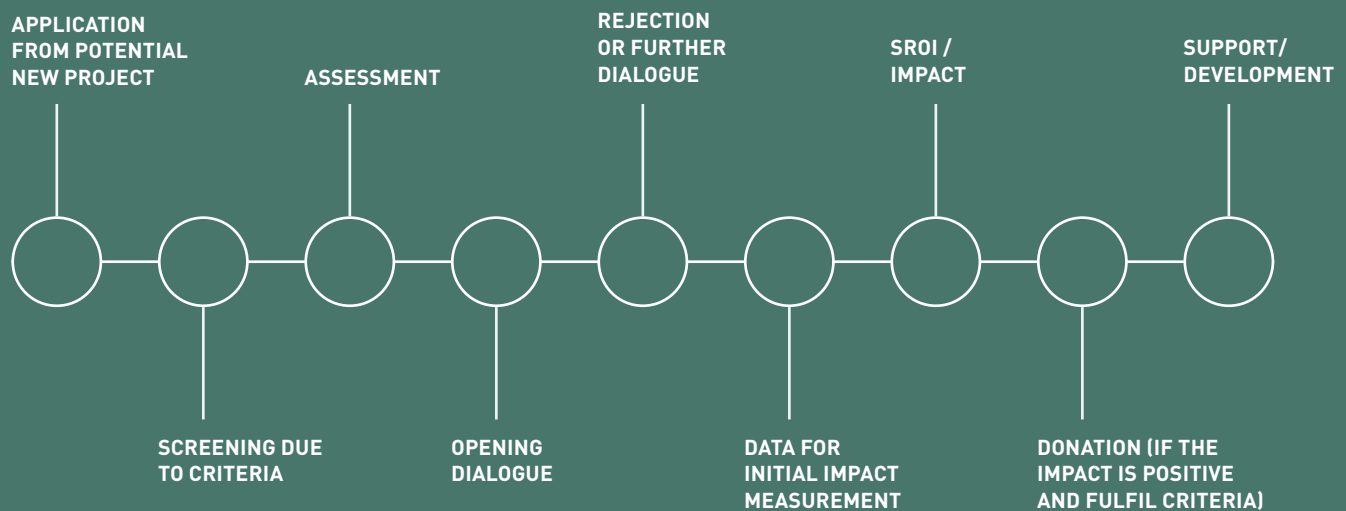 APPLICATION
FROM POTENTIAL
NEW PROJECT
SCREENING DUE
TO CRITERIA
ASSESSMENT
OPENING
DIALOGUE
REJECTION
OR FURTHER
DIALOGUE
DATA FOR
INITIAL IMPACT
MEASUREMENT
SROI /
IMPACT
DONATION (IF THE
IMPACT IS POSITIVE
AND FULFIL CRITERIA)
SUPPORT/
DEVELOPMENT